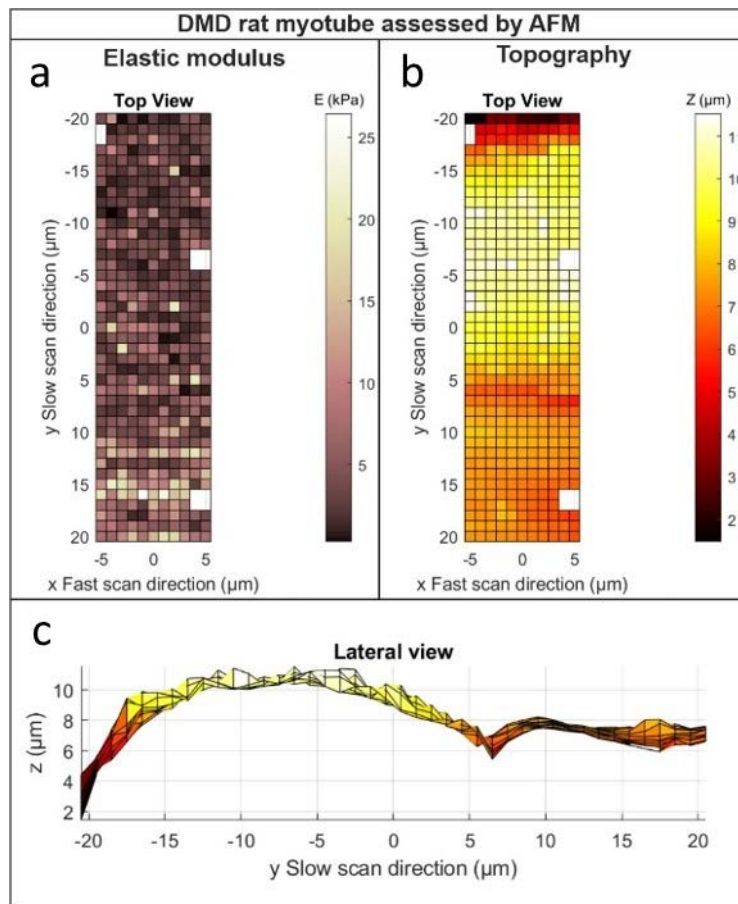 DMD rat myotube assessed by AFM
a
Elastic modulus
Top View
E (kPa)
-20
-15
-10
-5
0
5
10
15
20
y Slow scan direction (µm)
-5 0 5
x Fast scan direction (µm)
20
15
10
5
b
Topography
Top View
Z (µm)
-20
-15
-10
-5
0
5
10
15
20
y Slow scan direction (µm)
-5 0 5
x Fast scan direction (µm)
11
10
9
8
7
6
5
4
3
2
c
Lateral view
10
8
6
4
2
z (µm)
-20 -15 -10 -5 0 5 10 15 20
y Slow scan direction (µm)